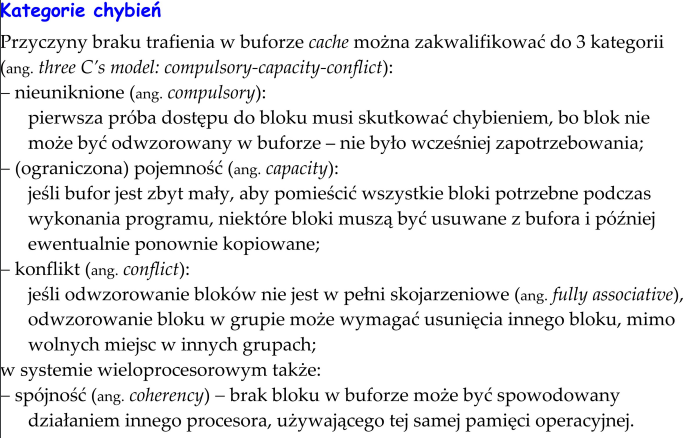 Kategorie chybień
Przyczyny braku trafienia w buforze cache można zakwalifikować do 3 kategorii
(ang. three C's model: compulsory-capacity-conflict):
– nieuniknione (ang. compulsory):
pierwsza próba dostępu do bloku musi skutkować chybieniem, bo blok nie
może być odwzorowany w buforze – nie było wcześniej zapotrzebowania;
– (ograniczona) pojemność (ang. capacity):
jeśli bufor jest zbyt mały, aby pomieścić wszystkie bloki potrzebne podczas
wykonania programu, niektóre bloki muszą być usuwane z bufora i później
ewentualnie ponownie kopiowane;
– konflikt (ang. conflict):
jeśli odwzorowanie bloków nie jest w pełni skojarzeniowe (ang. fully associative),
odwzorowanie bloku w grupie może wymagać usunięcia innego bloku, mimo
wolnych miejsc w innych grupach;
w systemie wieloprocesorowym także:
– spójność (ang. coherency) – brak bloku w buforze może być spowodowany
działaniem innego procesora, używającego tej samej pamięci operacyjnej.